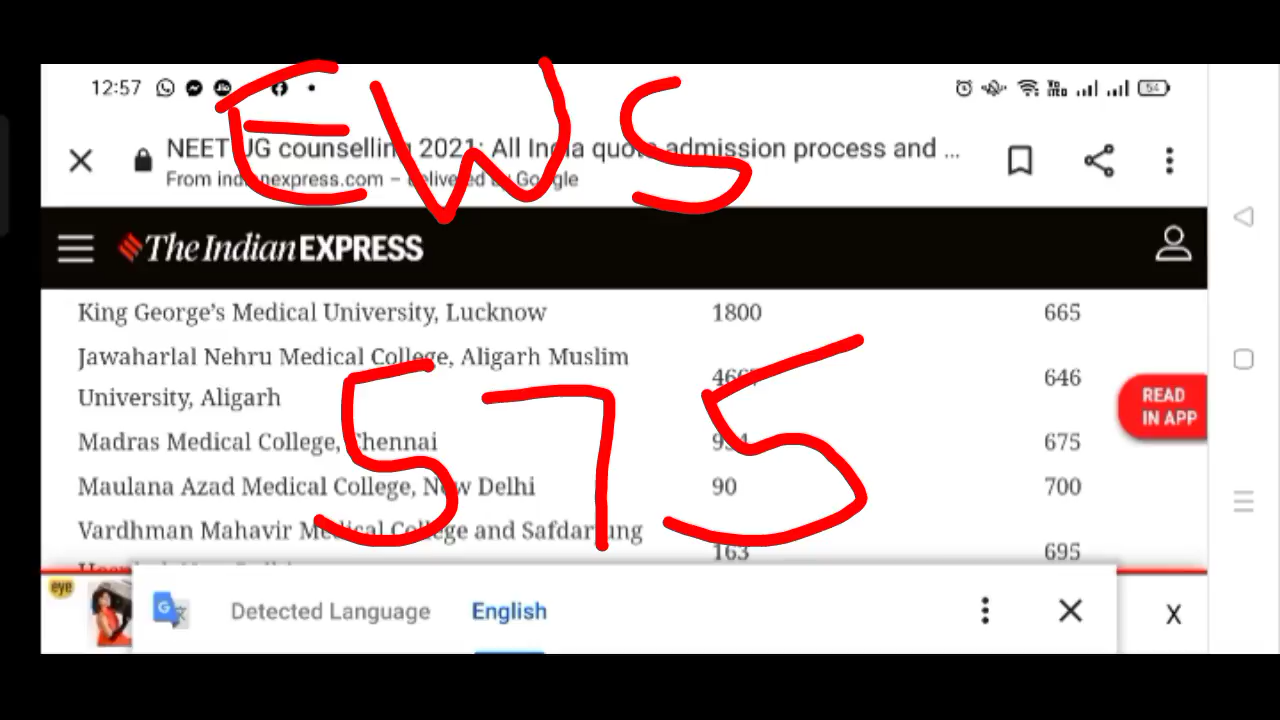 12:57
54
EWS
NEET UG counselling 2021: All India quota admission process and ...
From indianexpress.com – delivered by Google
The Indian EXPRESS
King George's Medical University, Lucknow 1800 665
Jawaharlal Nehru Medical College, Aligarh Muslim
University, Aligarh 646
READ
IN APP
575
Madras Medical College, Chennai 675
Maulana Azad Medical College, New Delhi 90 700
Vardhman Mahavir Medical College and Safdarjung
163 695
eye
Detected Language English
X